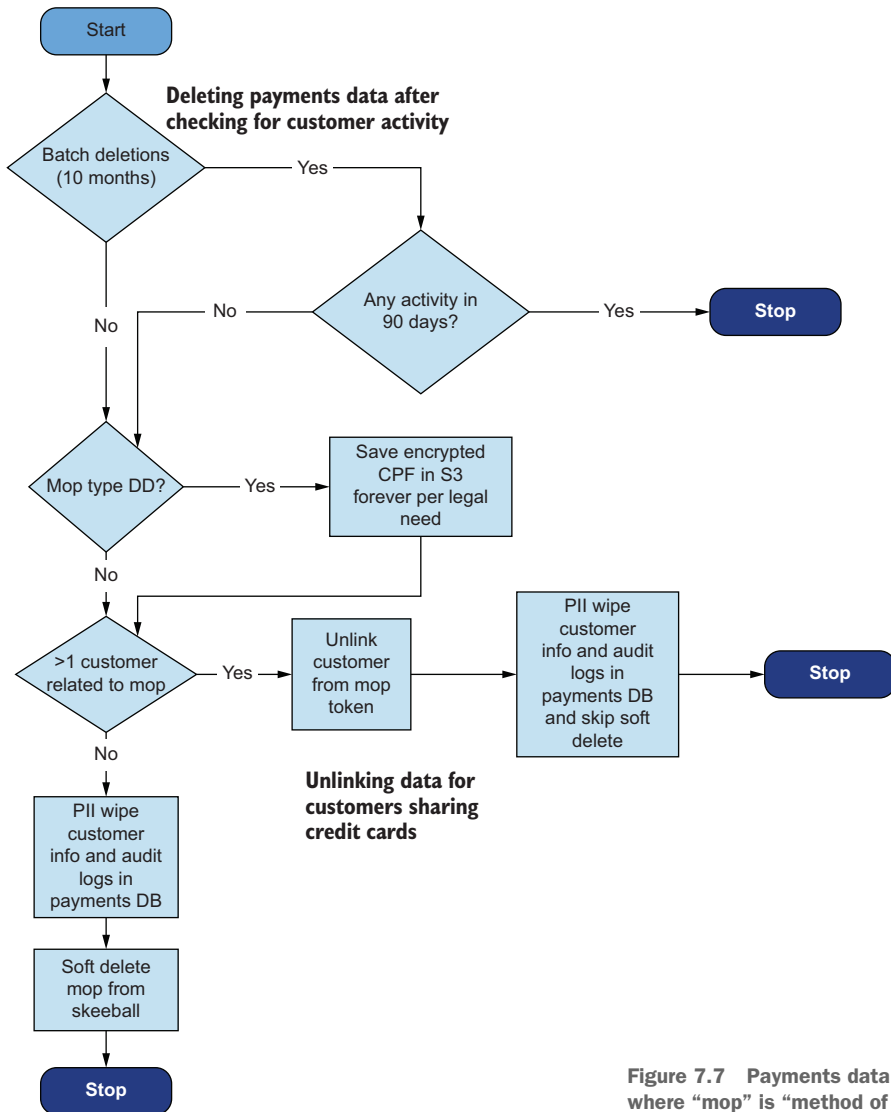 Start
Deleting payments data after
checking for customer activity
Batch deletions
(10 months)
Yes
Any activity in
90 days?
Yes
Stop
No
No
Mop type DD?
Yes
Save encrypted
CPF in S3
forever per legal
need
No
>1 customer
related to mop
Yes
Unlink
customer
from mop
token
PII wipe
customer
info and audit
logs in
payments DB
and skip soft
delete
Stop
No
Unlinking data for
customers sharing
credit cards
PII wipe
customer
info and audit
logs in
payments DB
Soft delete
mop from
skeeball
Stop
Figure 7.7 Payments data
where “mop” is “method of